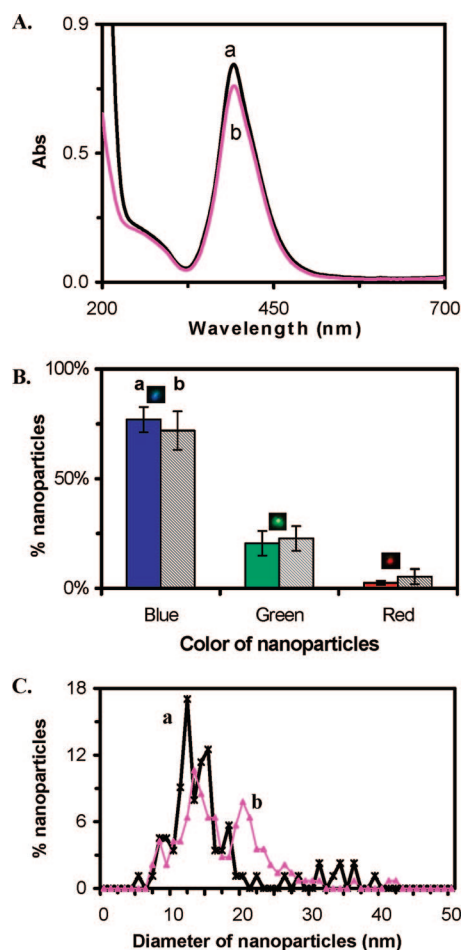 A.
0.9
a
b
0.5
Abs
0.0
200
450
700
Wavelength (nm)
B.
100%
a
b
50%
% nanoparticles
0%
Blue
Green
Red
Color of nanoparticles
C.
18
a
12
b
% nanoparticles
6
0
0
10
20
30
40
50
Diameter of nanoparticles (nm)